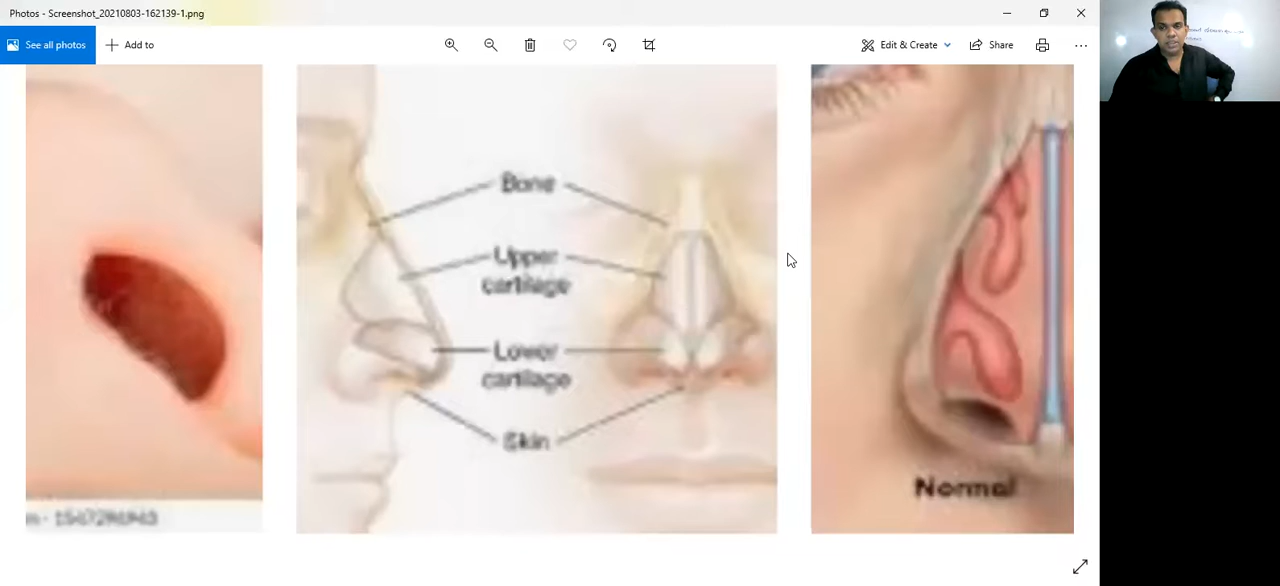 Photos - Screenshot_20210803-162139-1.png
See all photos
Add to
Edit & Create
Share
Bone
Upper
cartilage
Lower
cartilage
Skin
Normal